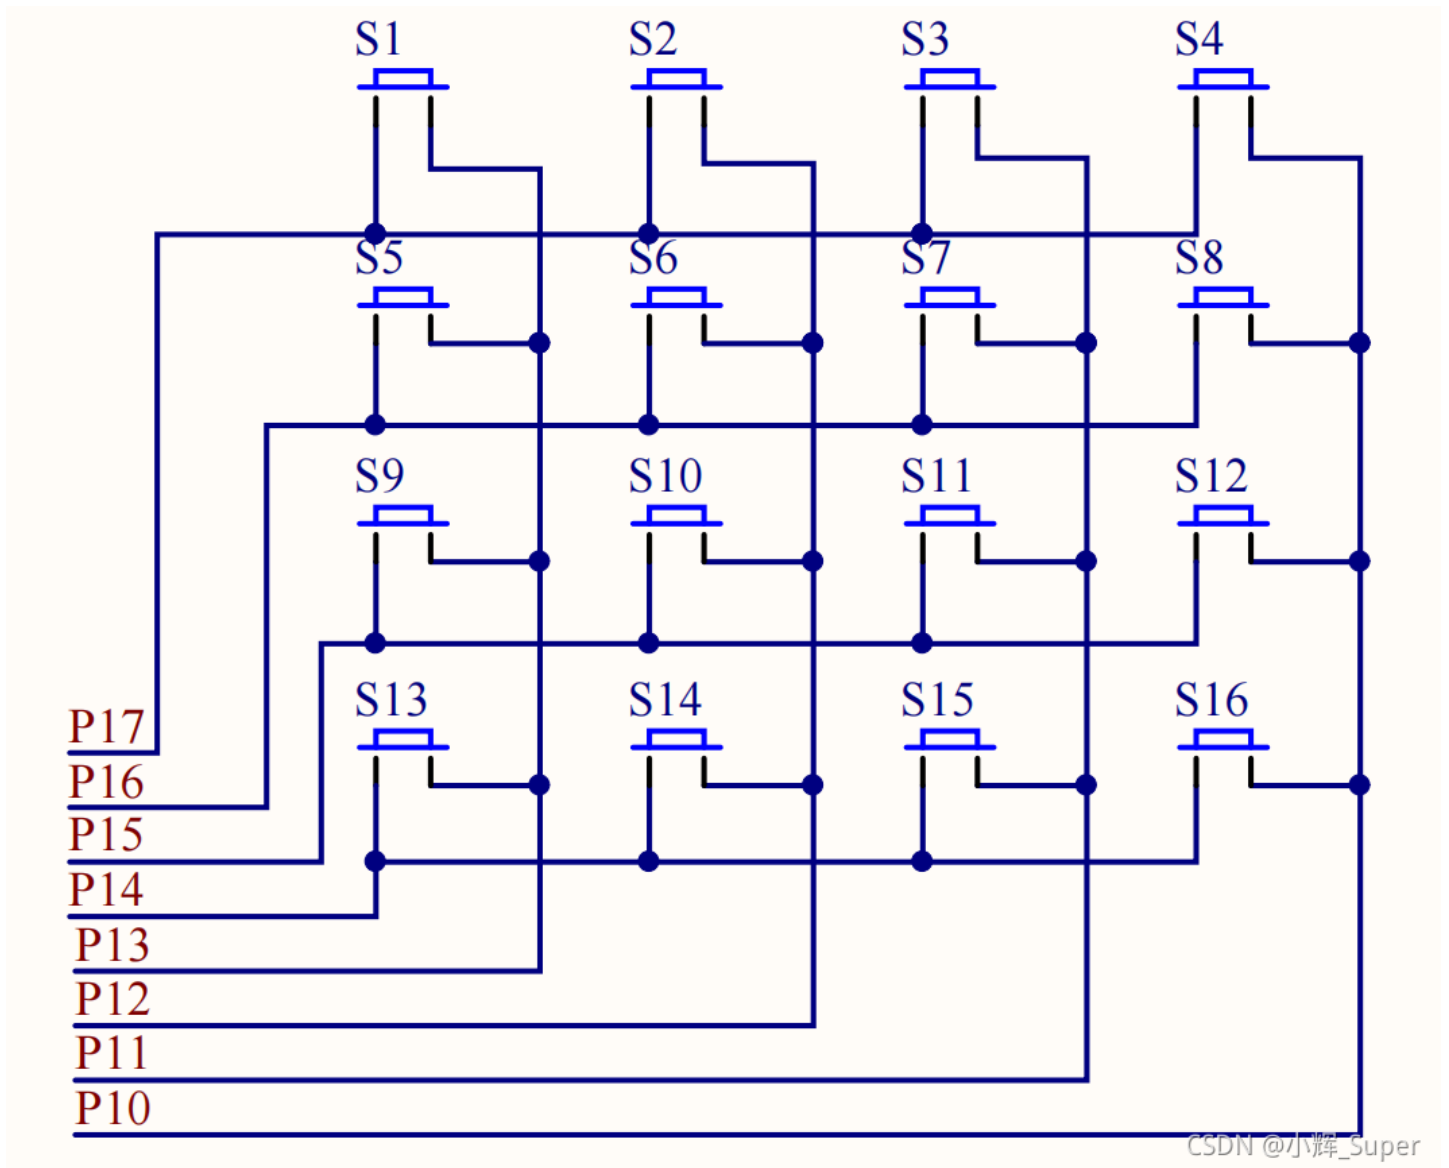 S1 S2 S3 S4
S5 S6 S7 S8
S9 S10 S11 S12
S13 S14 S15 S16
P17
P16
P15
P14
P13
P12
P11
P10
CSDN @小辉_Super